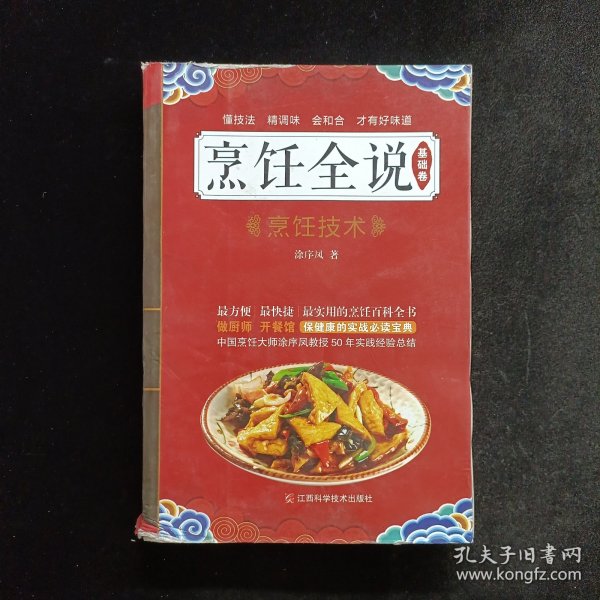 懂技法 精调味 会和合 才有好味道
烹饪全说
基础卷
烹饪技术
涂序凤 著
最方便 最快捷 最实用的烹饪百科全书
做厨师 开餐馆 保健康的实战必读宝典
中国烹饪大师涂序凤教授50年实践经验总结
江西科学技术出版社
孔夫子旧书网
www.kongfz.com